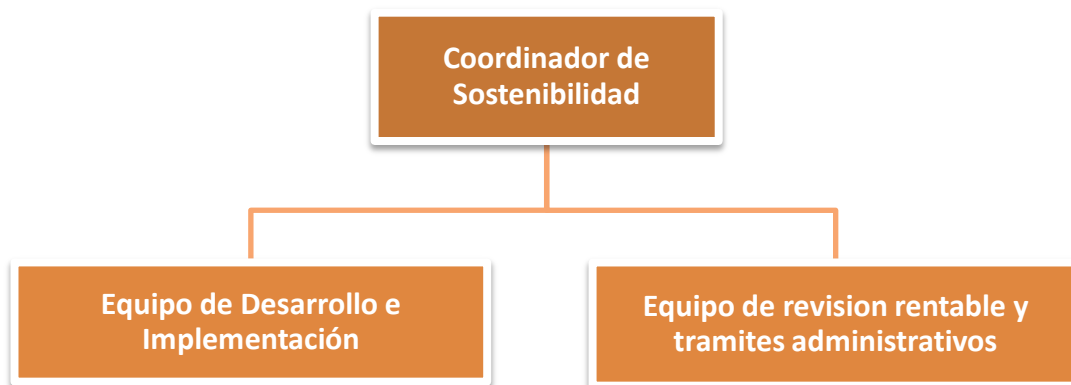 Coordinador de
Sostenibilidad
Equipo de Desarrollo e
Implementación
Equipo de revision rentable y
tramites administrativos